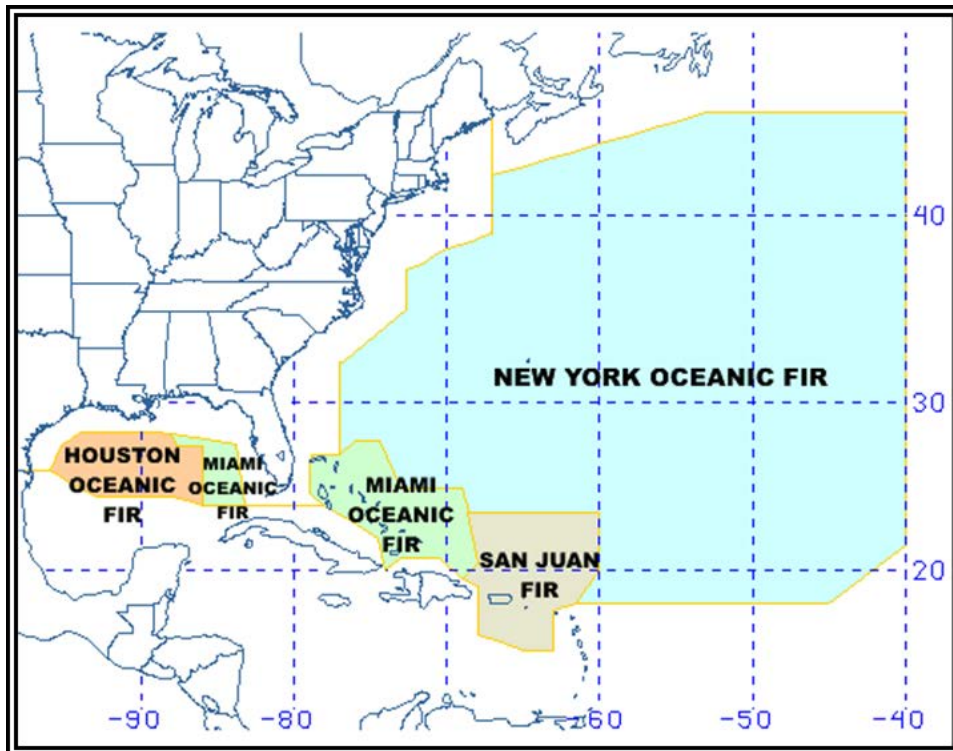 40
NEW YORK OCEANIC FIR
30
HOUSTON
OCEANIC
FIR
MIAMI
OCEANIC
FIR
MIAMI
OCEANIC
FIR
SAN JUAN
FIR
20
-90
-80
-60
-50
-40